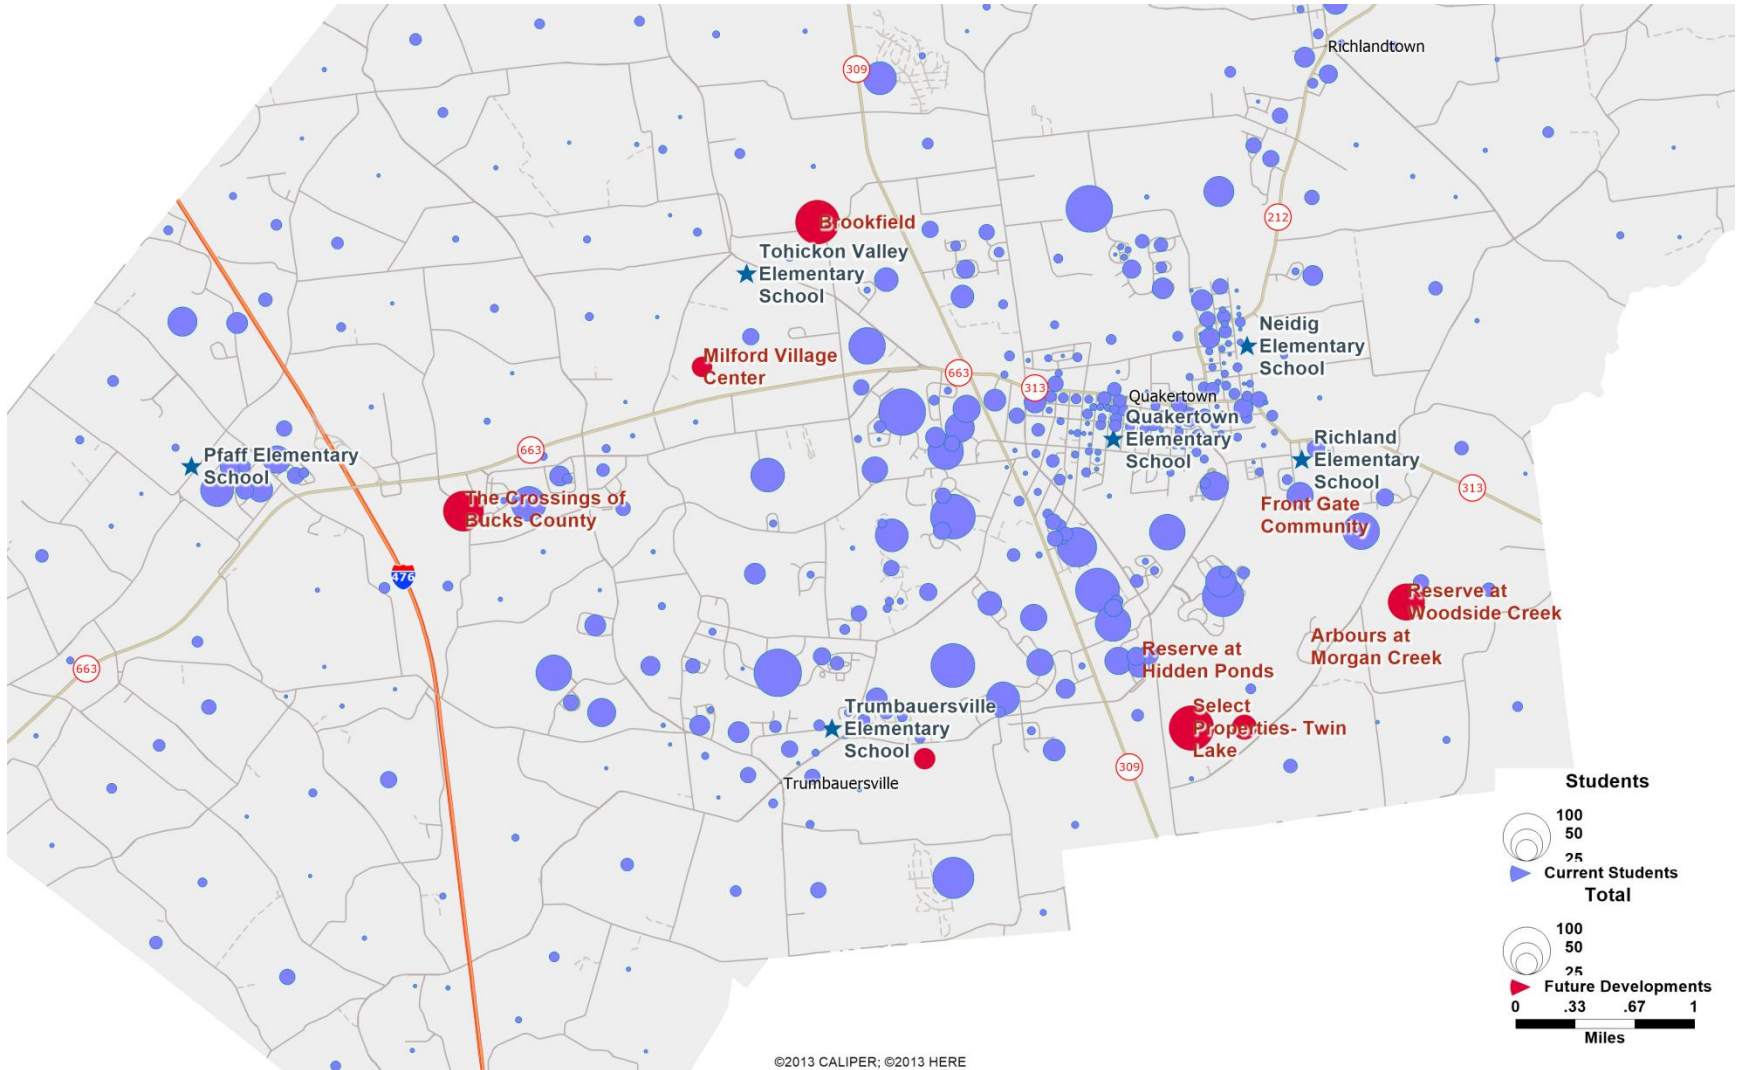 Richlandtown
309
212
Brookfield
Tohickon Valley
Elementary
School
Neidig
Elementary
School
Milford Village
Center
663
313
Quakertown
Quakertown
Elementary
School
Richland
Elementary
School
Pfaff Elementary
School
663
313
The Crossings of
Bucks County
Front Gate
Community
476
Reserve at
Woodside Creek
Arbours at
Morgan Creek
Reserve at
Hidden Ponds
663
Select
Properties- Twin
Lake
Trumbauersville
Elementary
School
309
Trumbauersville
Students
100
50
25
Current Students
Total
100
50
25
Future Developments
0 .33 .67 1
Miles
©2013 CALIPER; ©2013 HERE